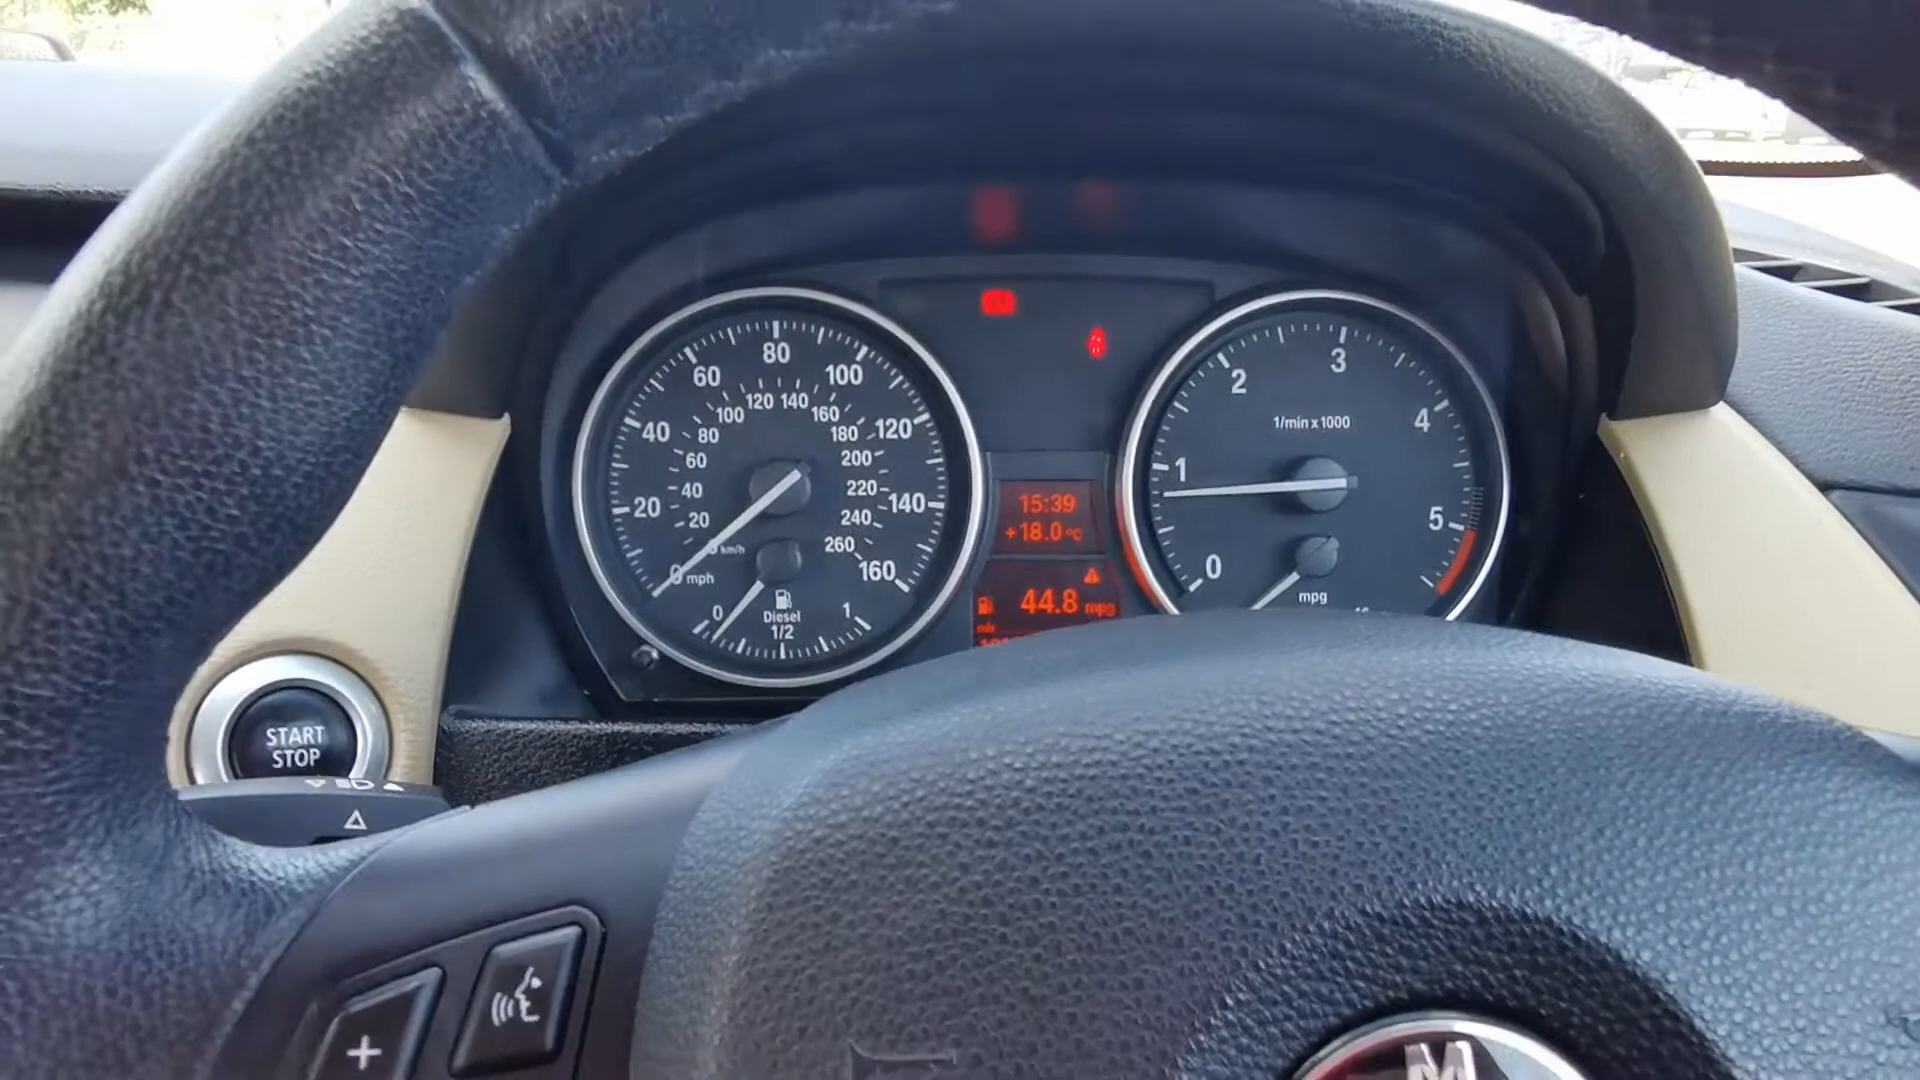 80
60
100
120 140
100
160
40
80
180
120
60
200
40
220
140
20
20
240
0 km/h
260
0 mph
160
0
1
Diesel
1/2
15:39
+18.0°C
44.8 mpg
mls
3
2
4
1/min x 1000
1
5
0
mpg
START
STOP
+
M